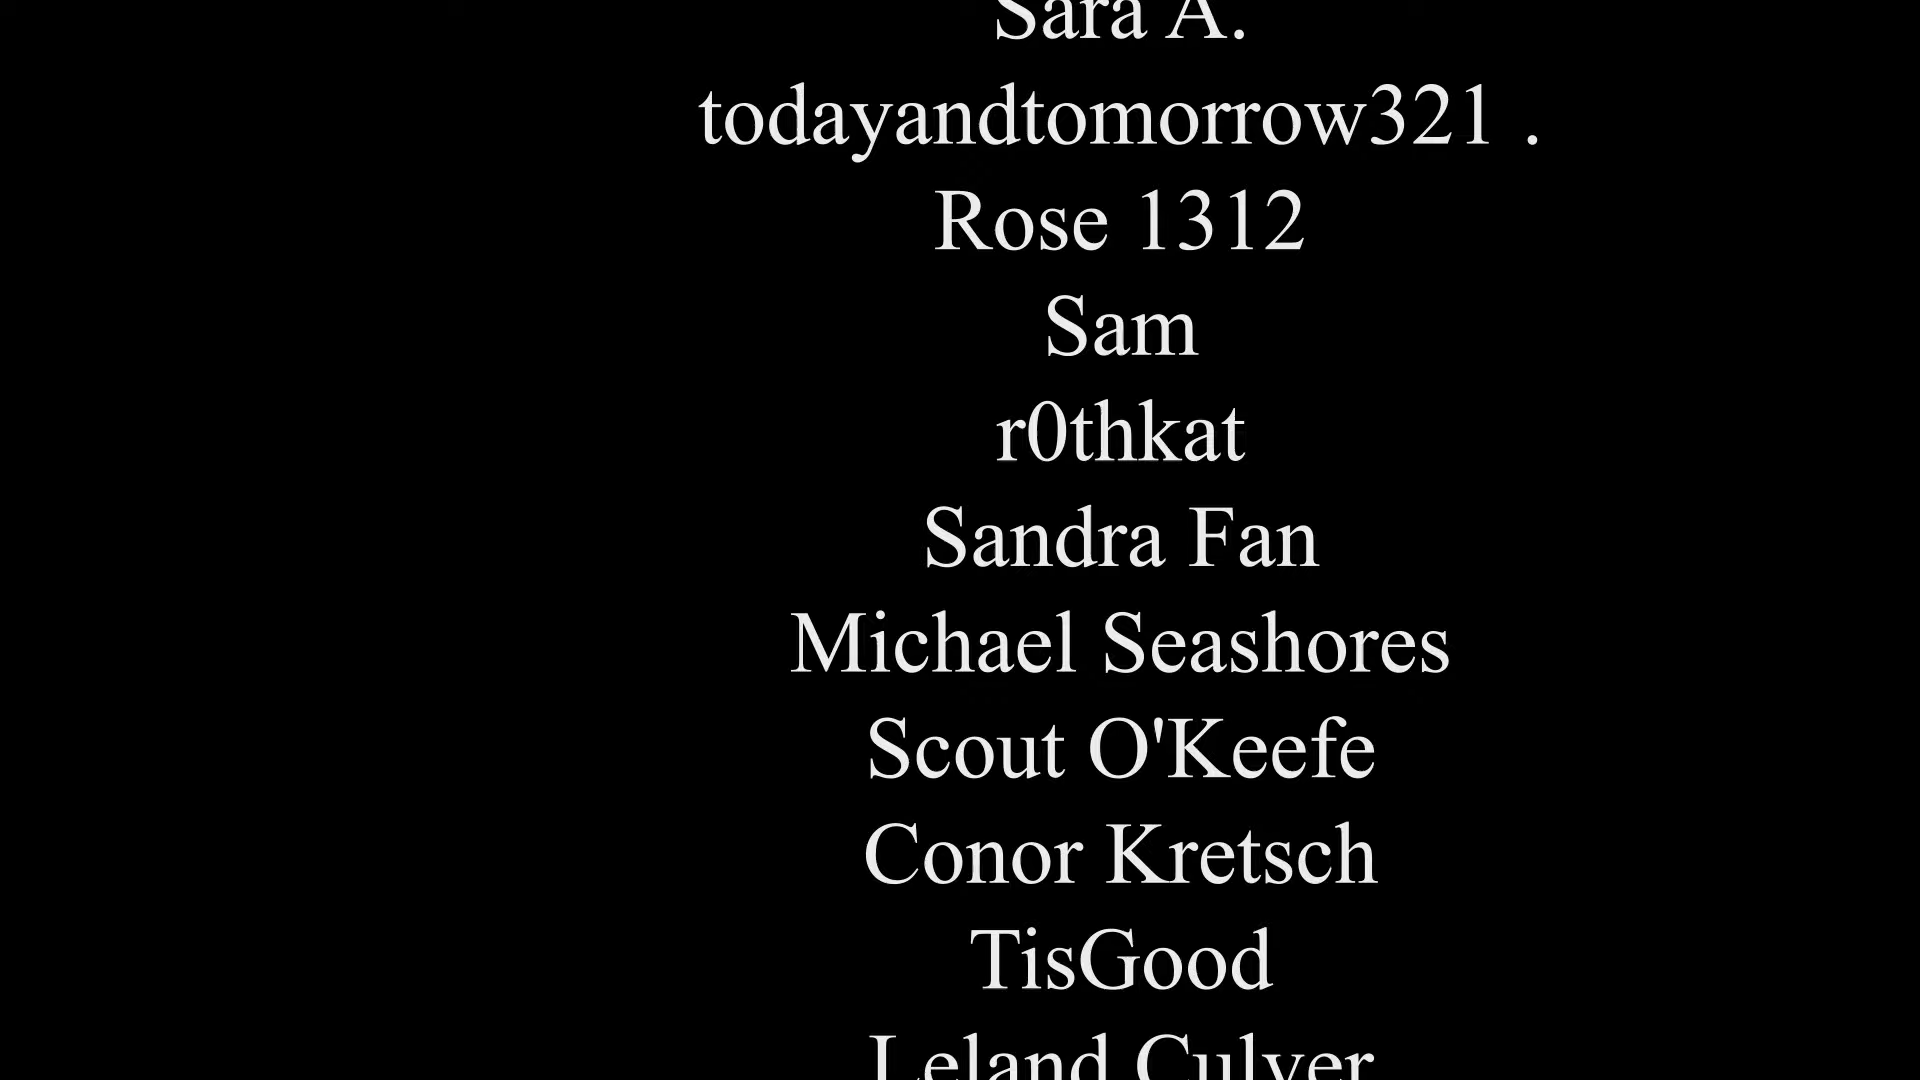 Sara A.
todayandtomorrow321 .
Rose 1312
Sam
r0thkat
Sandra Fan
Michael Seashores
Scout O'Keefe
Conor Kretsch
TisGood
Leland Culver